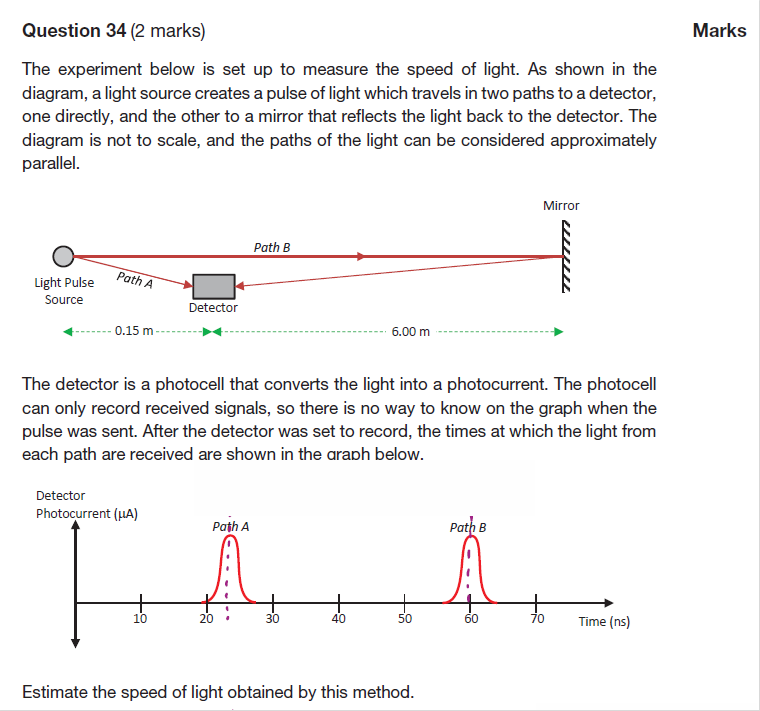 Question 34 (2 marks)
Marks
The experiment below is set up to measure the speed of light. As shown in the
diagram, a light source creates a pulse of light which travels in two paths to a detector,
one directly, and the other to a mirror that reflects the light back to the detector. The
diagram is not to scale, and the paths of the light can be considered approximately
parallel.
Mirror
Path B
Path A
Light Pulse
Source
Detector
0.15 m
6.00 m
The detector is a photocell that converts the light into a photocurrent. The photocell
can only record received signals, so there is no way to know on the graph when the
pulse was sent. After the detector was set to record, the times at which the light from
each path are received are shown in the graph below.
Detector
Photocurrent (µA)
Path A
Path B
10
20
30
40
50
60
70
Time (ns)
Estimate the speed of light obtained by this method.